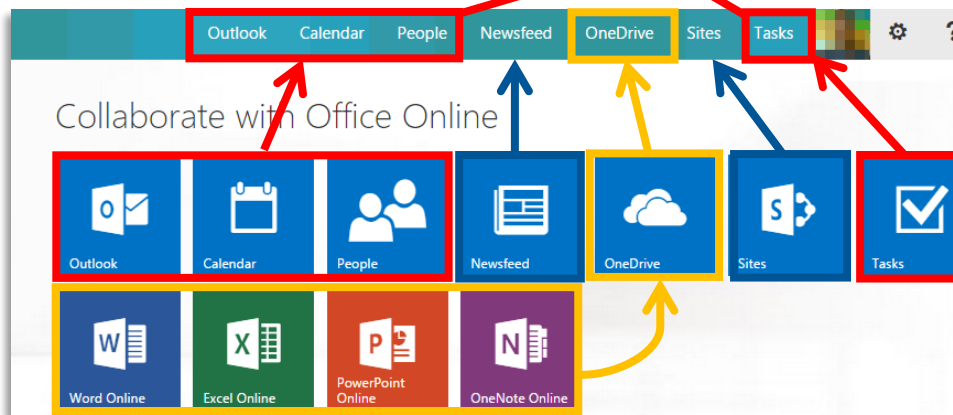 Outlook Calendar People Newsfeed OneDrive Sites Tasks ?
Collaborate with Office Online
Outlook Calendar People Newsfeed OneDrive Sites Tasks
Word Online Excel Online PowerPoint Online OneNote Online